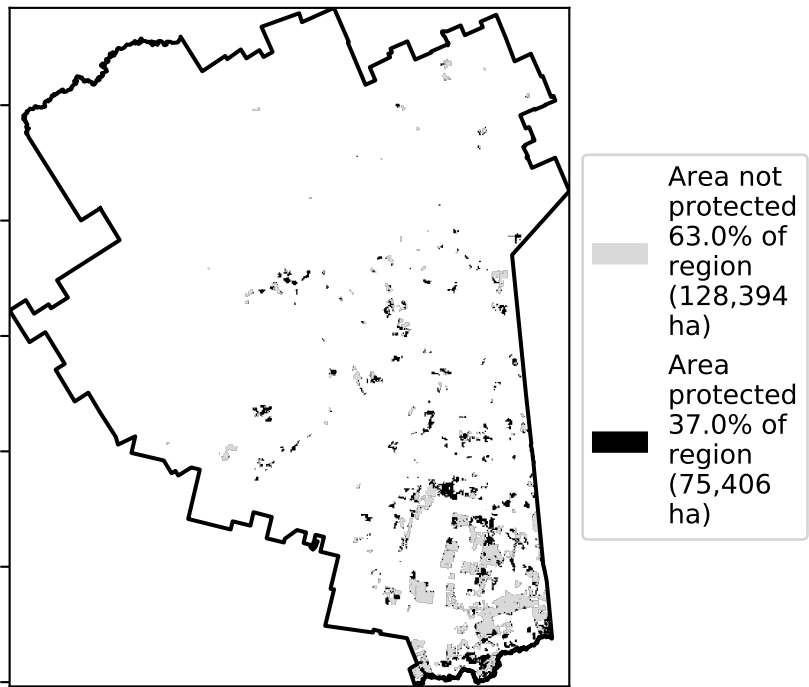 Area not
protected
63.0% of
region
(128,394
ha)
Area
protected
37.0% of
region
(75,406
ha)